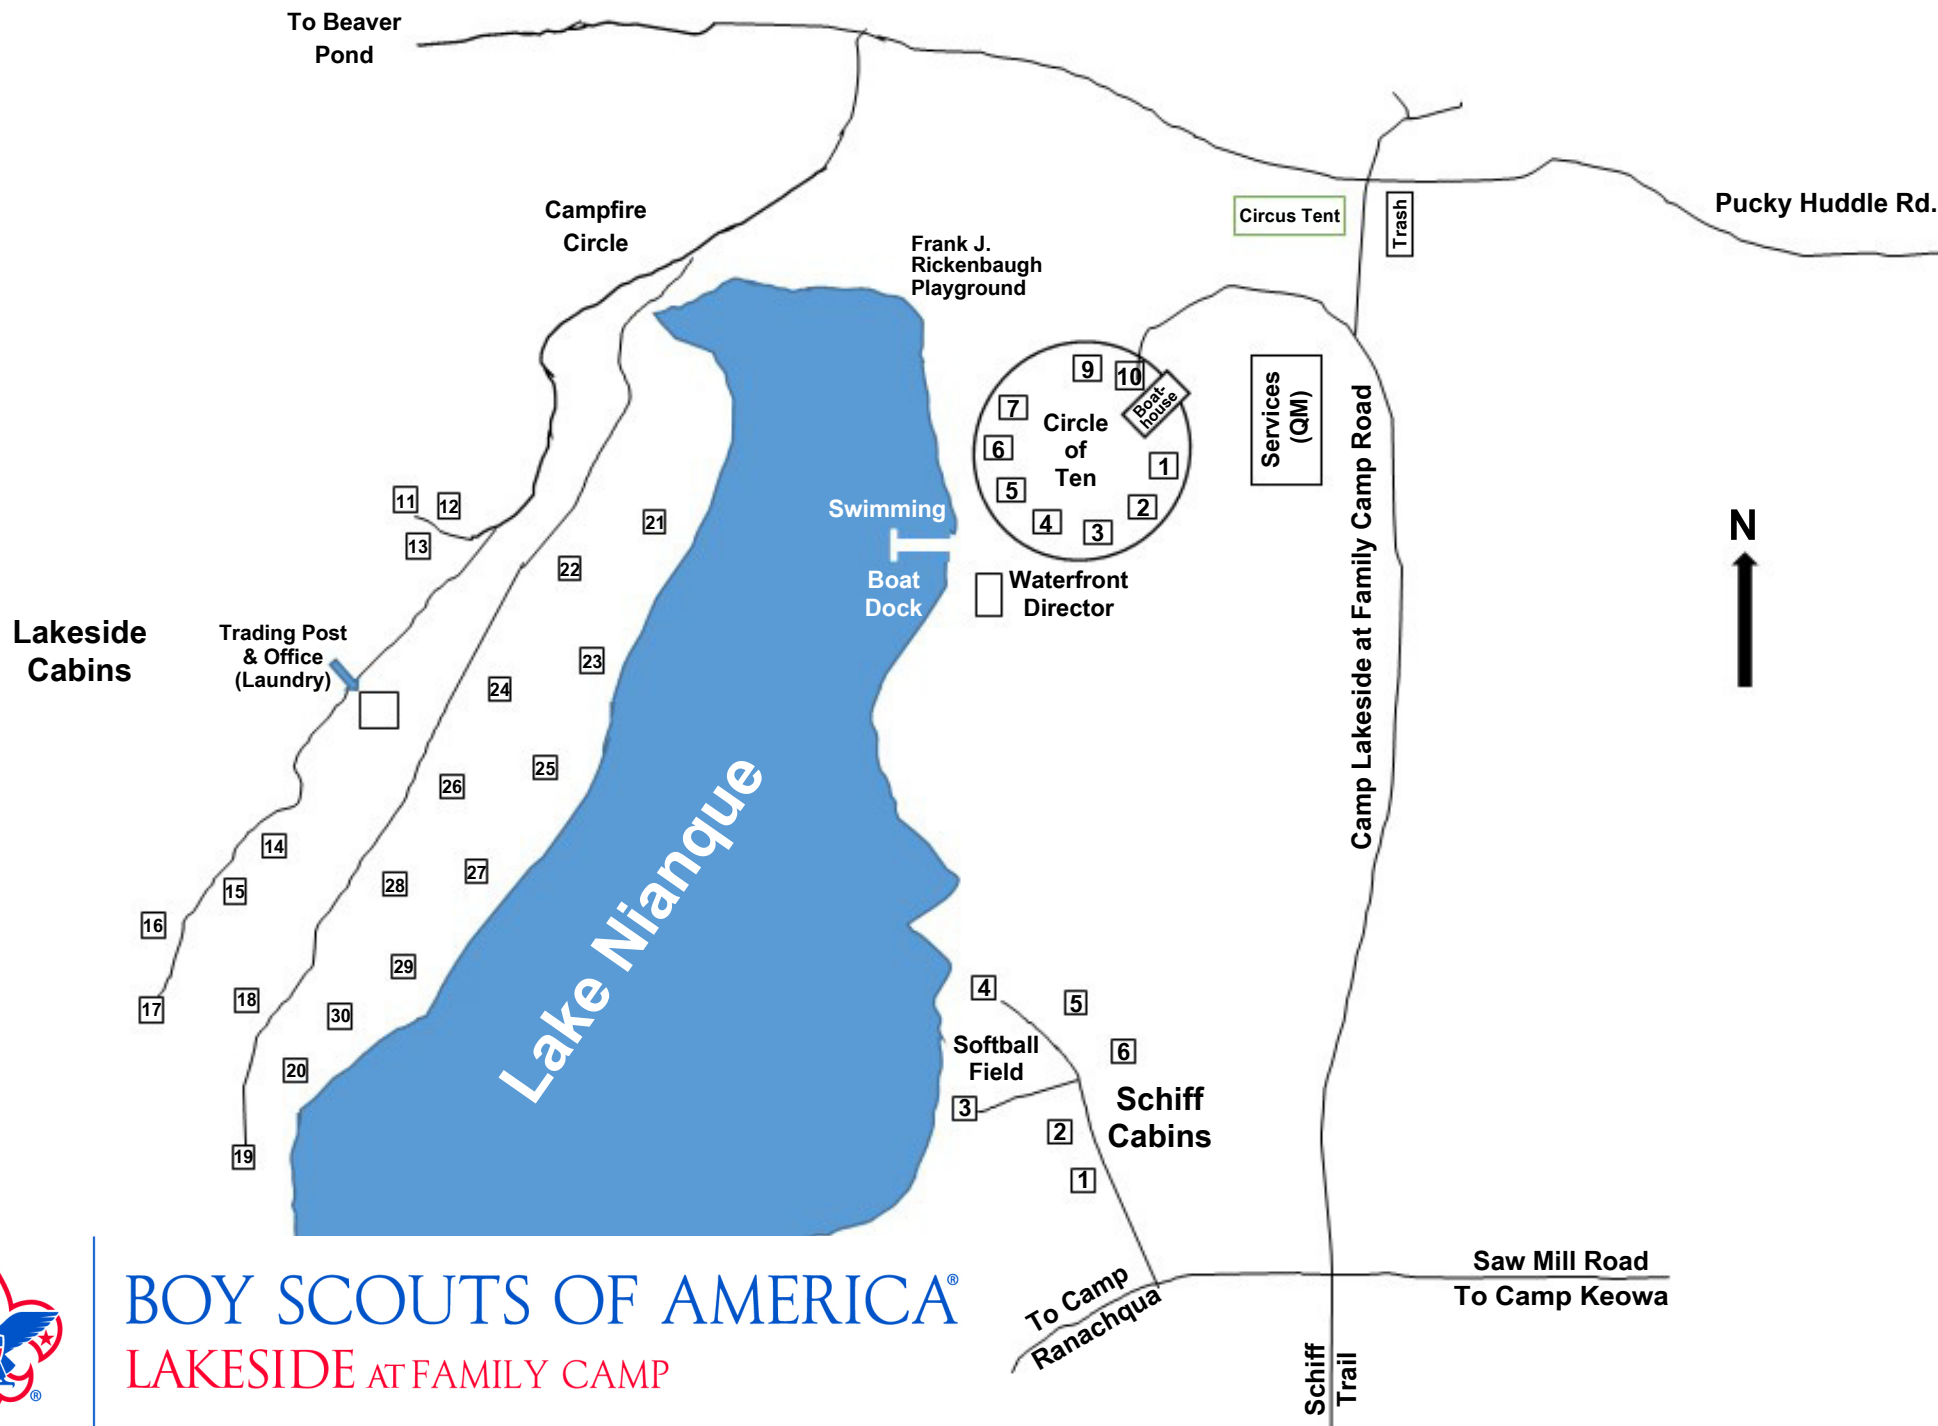 To Beaver
Pond
Campfire
Circle
Frank J.
Rickenbaugh
Playground
Circus Tent
Trash
Pucky Huddle Rd.
9
10
Boat-
house
7
Circle
of
Ten
6
5
4
3
2
1
Services
(QM)
Camp Lakeside at Family Camp Road
N
Swimming
Boat
Dock
Waterfront
Director
11
12
13
21
22
23
24
25
26
27
28
29
30
Lakeside
Cabins
Trading Post
& Office
(Laundry)
14
15
16
17
18
20
19
Lake Nianque
4
5
6
Softball
Field
3
2
1
Schiff
Cabins
To Camp
Ranachqua
Saw Mill Road
To Camp Keowa
Schiff
Trail
BOY SCOUTS OF AMERICA®
LAKESIDE AT FAMILY CAMP
®